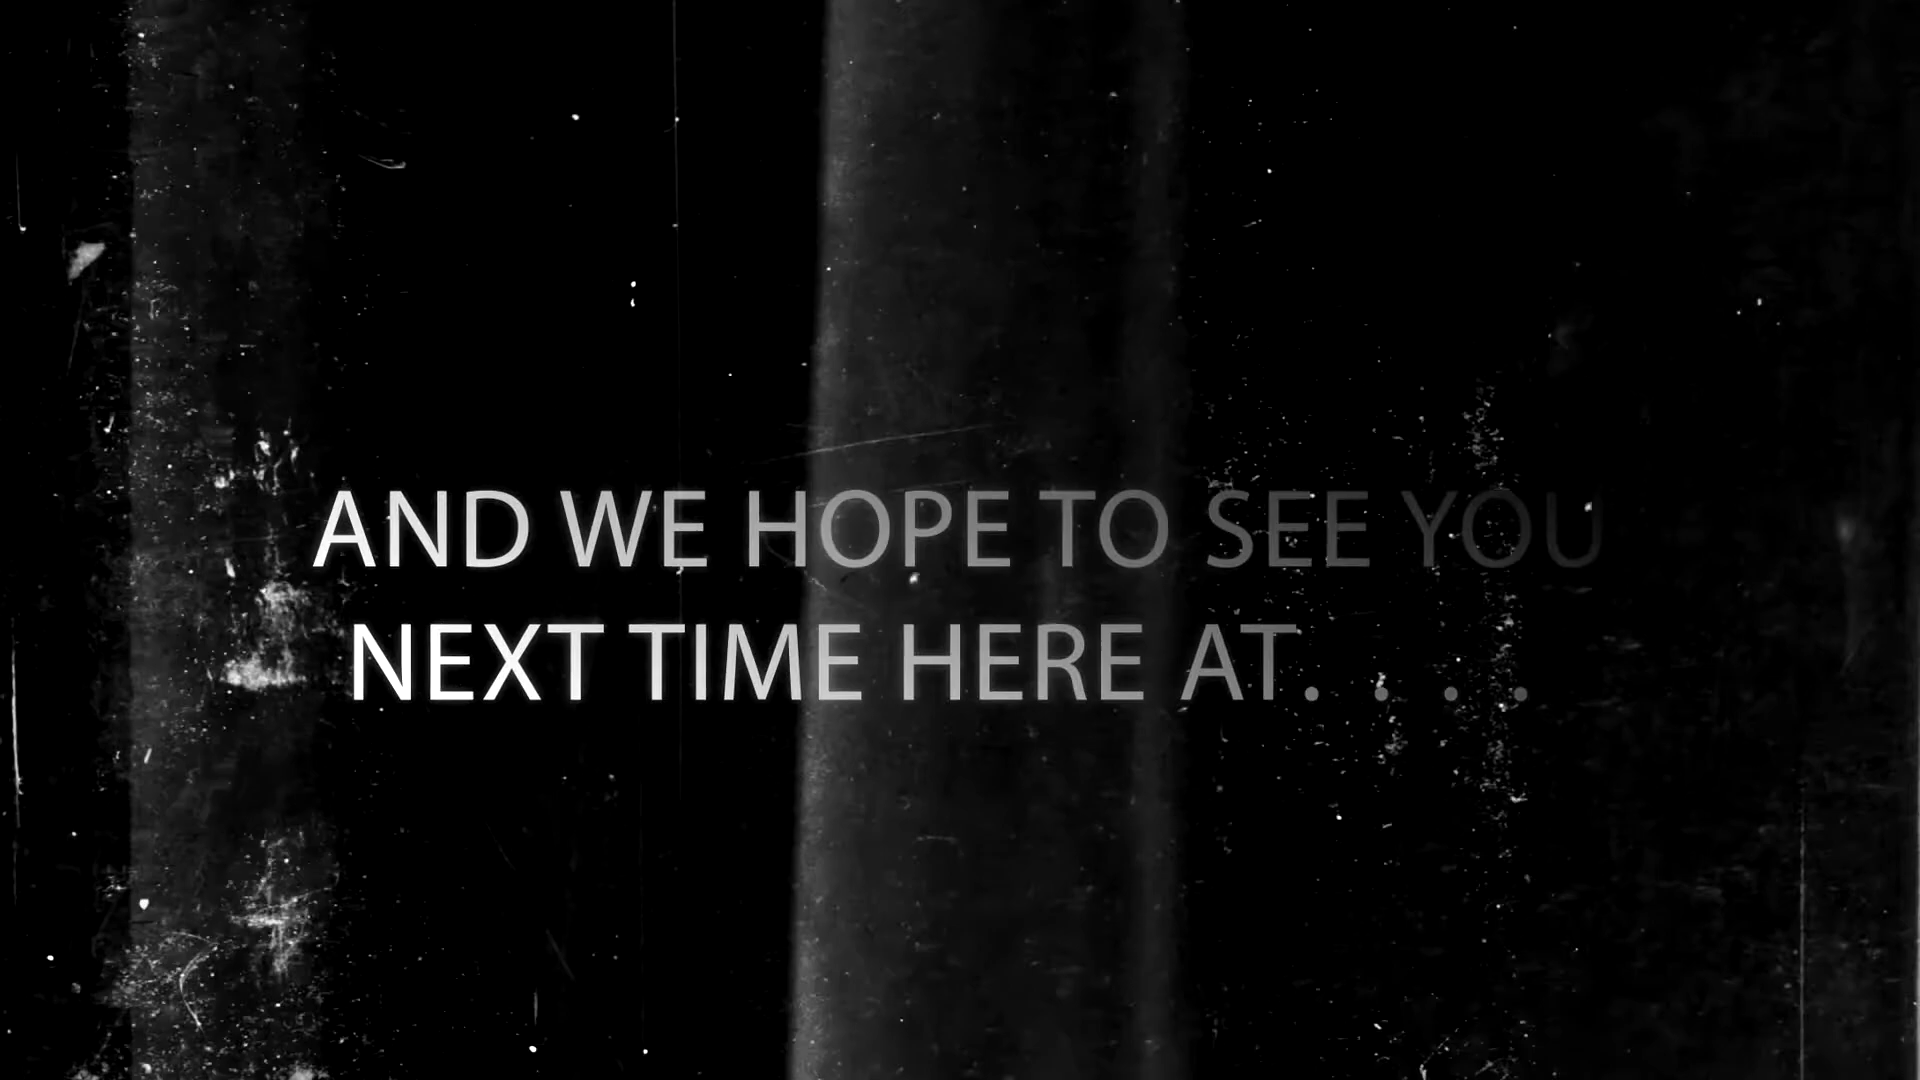 AND WE HOPE TO SEE YOU
NEXT TIME HERE AT. . . .